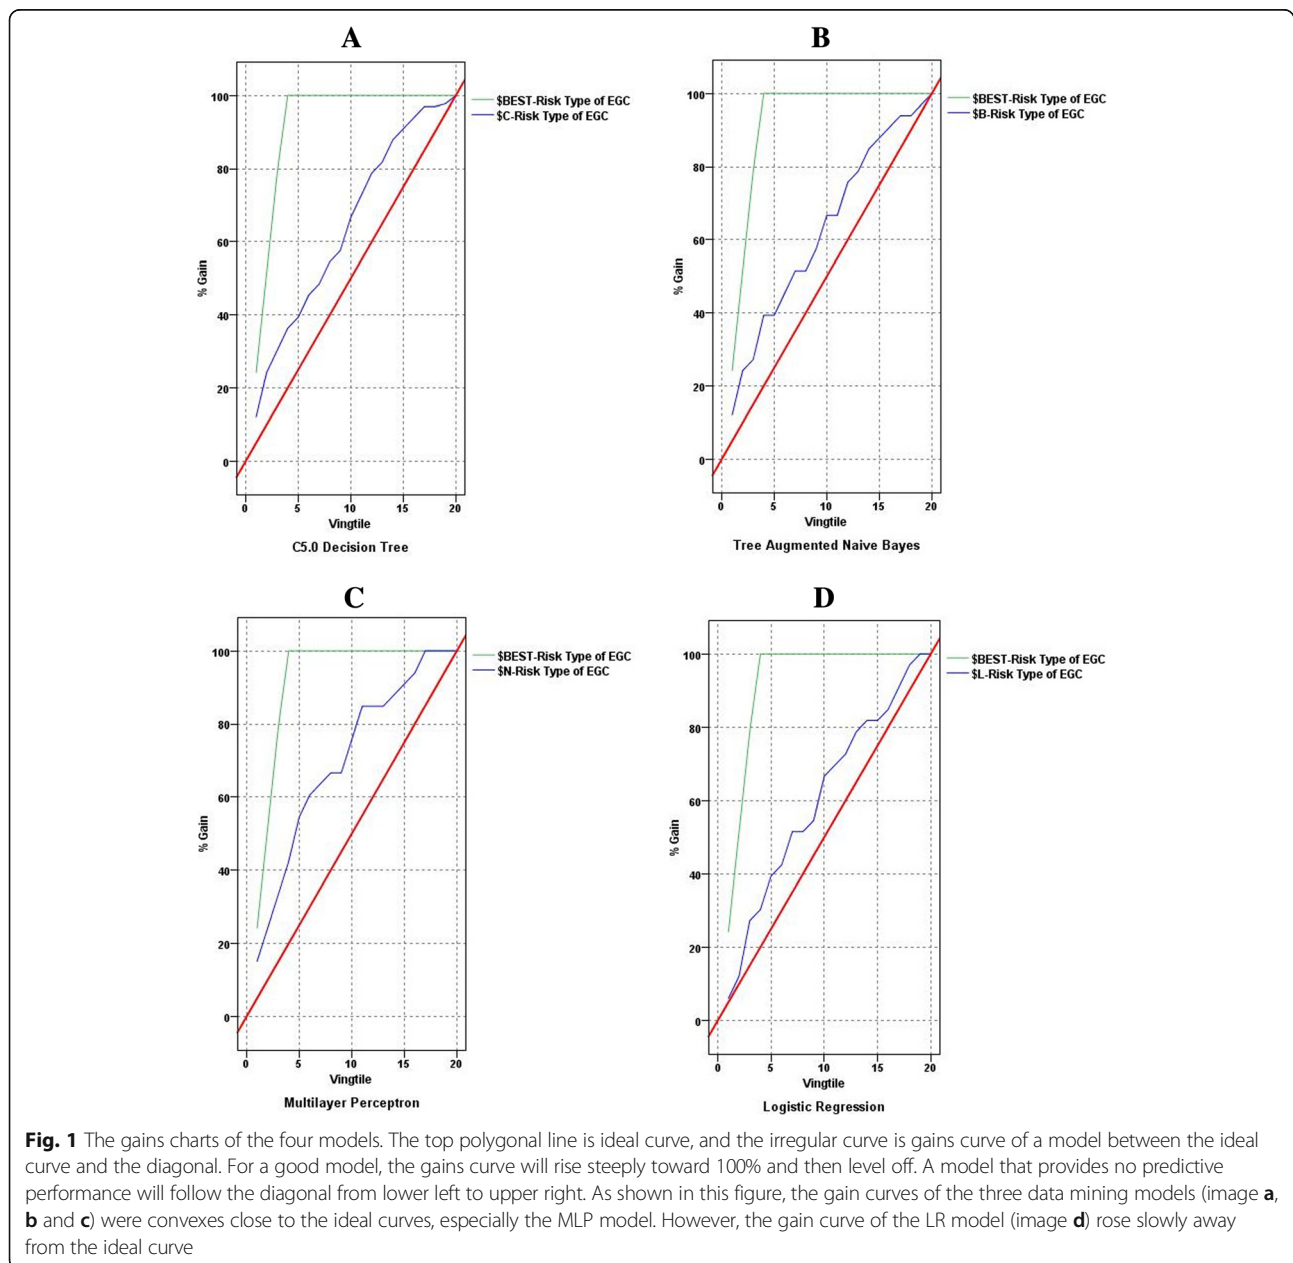 A
100
80
60
40
20
0
% Gain
0 5 10 15 20
Vingtile
C5.0 Decision Tree
$BEST-Risk Type of EGC
$C-Risk Type of EGC
B
100
80
60
40
20
0
% Gain
0 5 10 15 20
Vingtile
Tree Augmented Naive Bayes
$BEST-Risk Type of EGC
$B-Risk Type of EGC
C
100
80
60
40
20
0
% Gain
0 5 10 15 20
Vingtile
Multilayer Perceptron
$BEST-Risk Type of EGC
$N-Risk Type of EGC
D
100
80
60
40
20
0
% Gain
0 5 10 15 20
Vingtile
Logistic Regression
$BEST-Risk Type of EGC
$L-Risk Type of EGC
Fig. 1 The gains charts of the four models. The top polygonal line is ideal curve, and the irregular curve is gains curve of a model between the ideal
curve and the diagonal. For a good model, the gains curve will rise steeply toward 100% and then level off. A model that provides no predictive
performance will follow the diagonal from lower left to upper right. As shown in this figure, the gain curves of the three data mining models (image a,
b and c) were convexes close to the ideal curves, especially the MLP model. However, the gain curve of the LR model (image d) rose slowly away
from the ideal curve